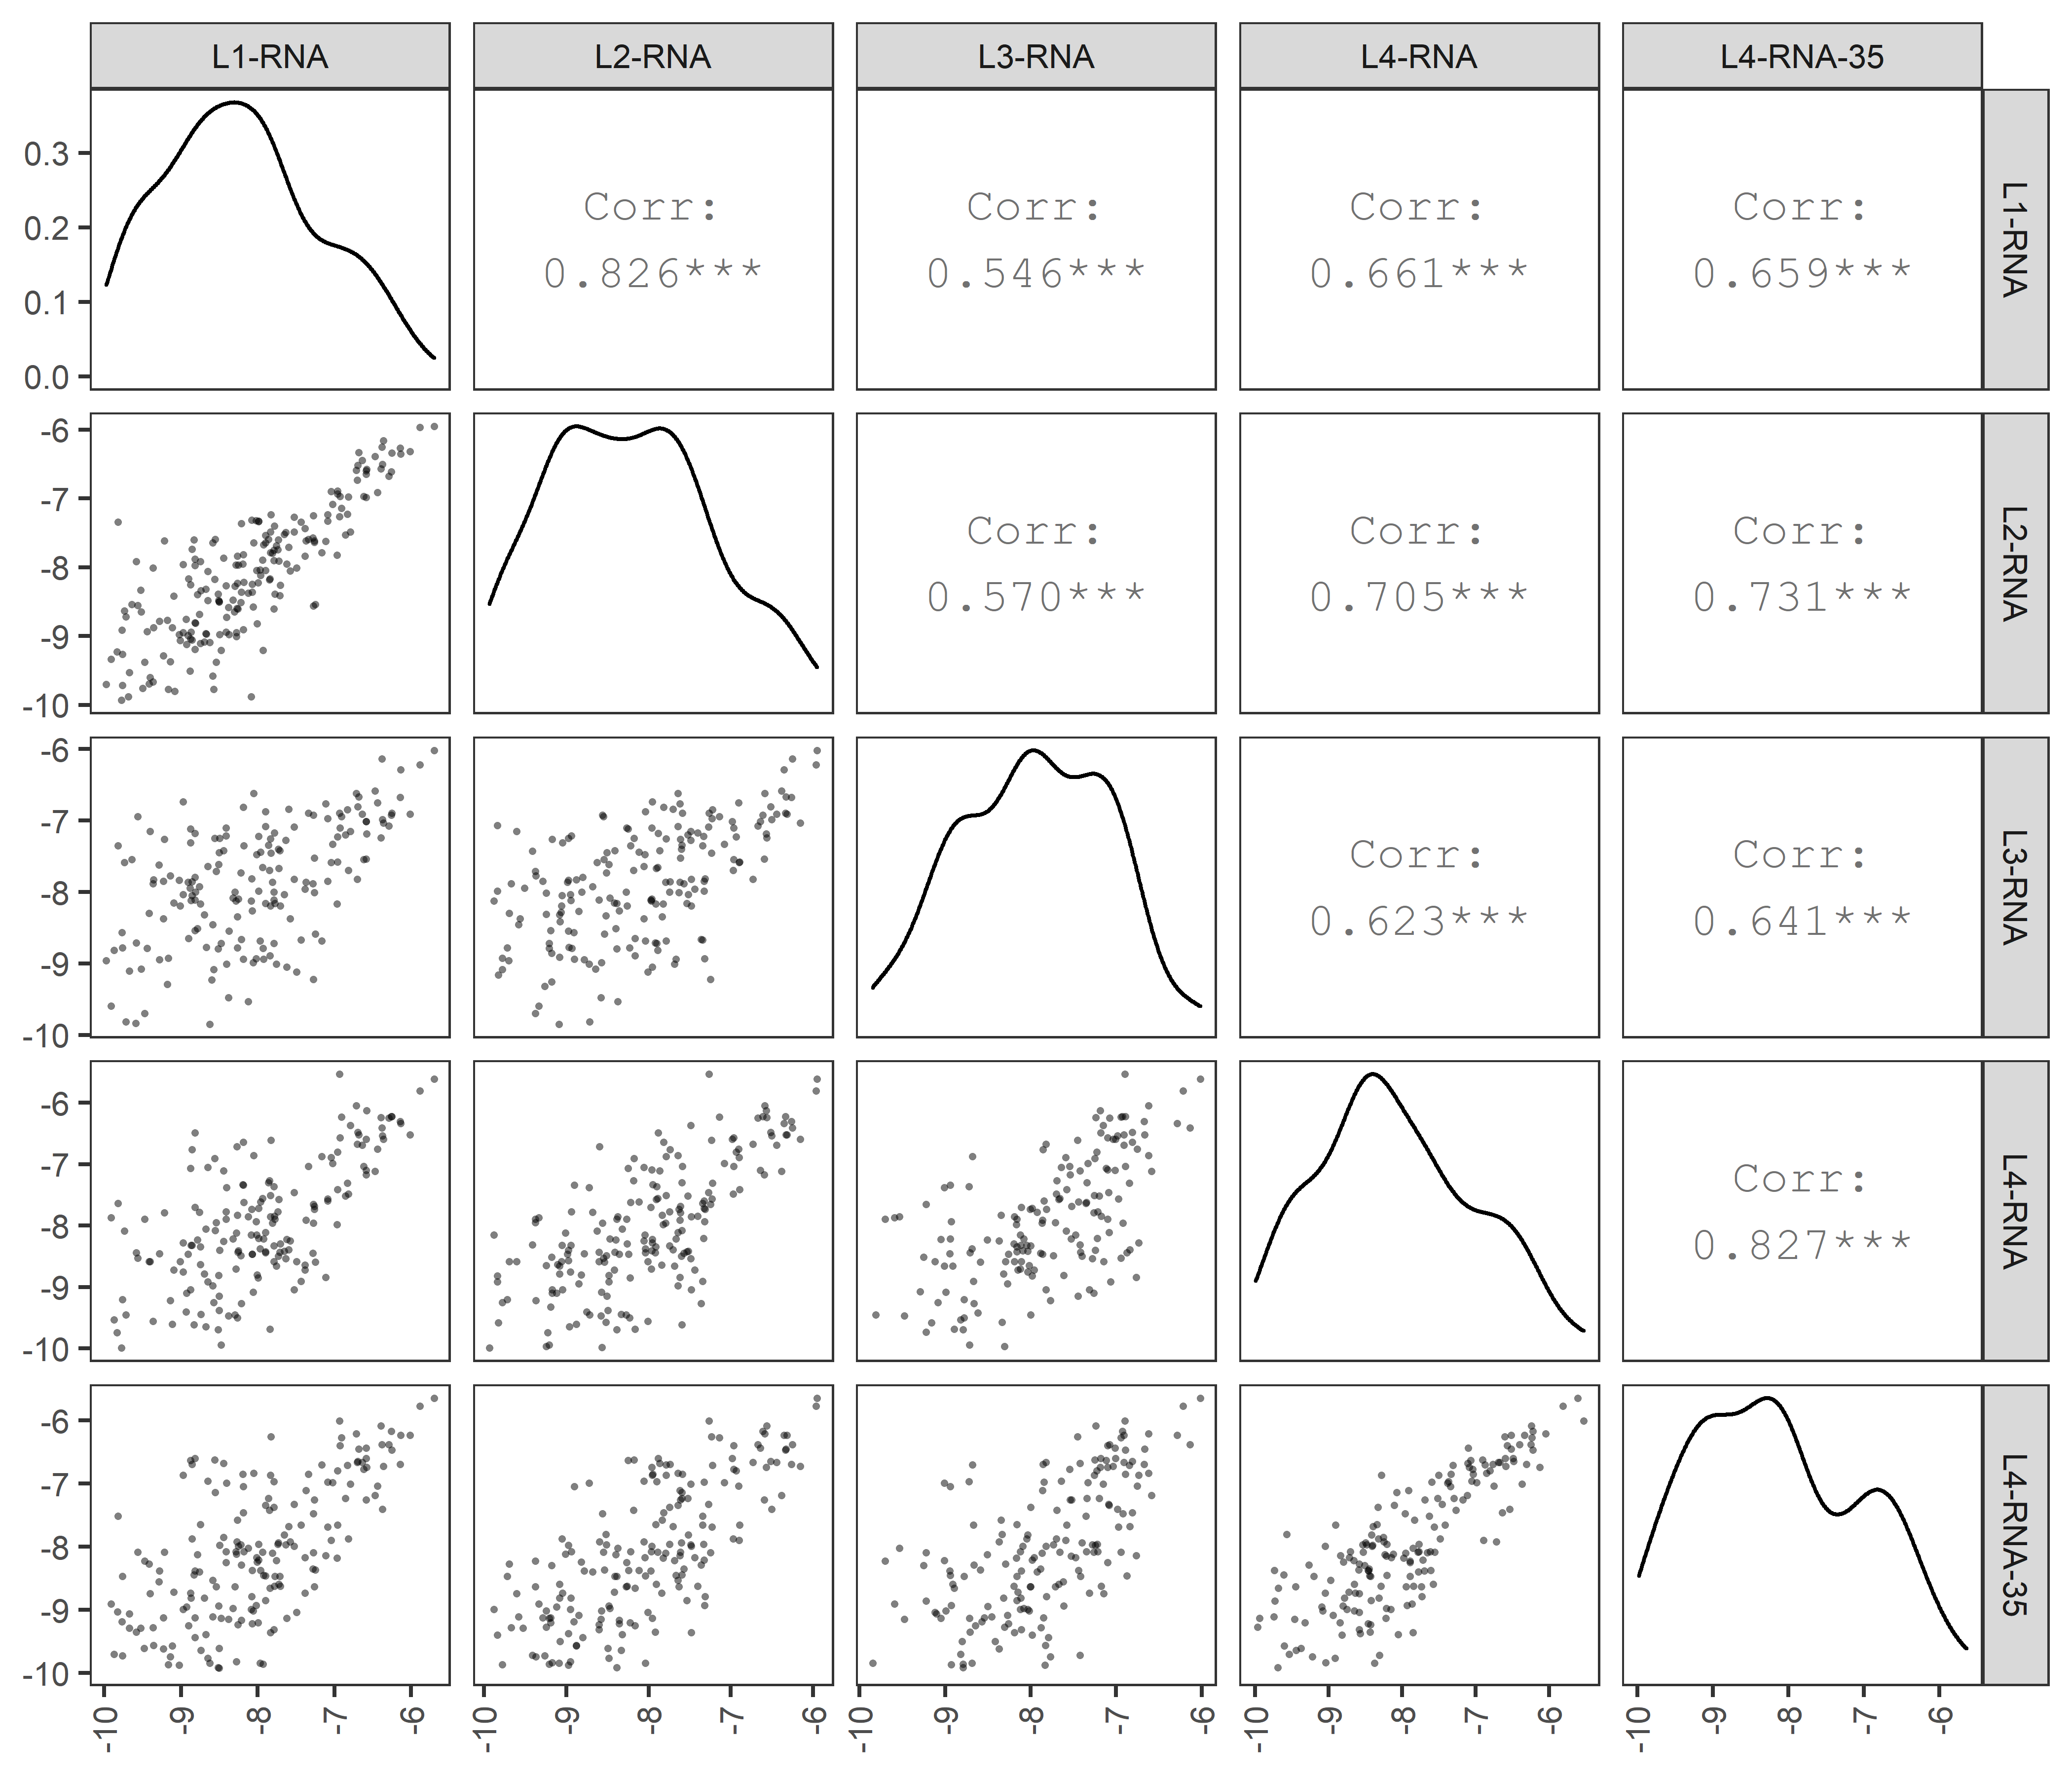 L1-RNA L2-RNA L3-RNA L4-RNA L4-RNA-35
0.3
0.2
0.1
0.0
Corr:
0.826***
Corr:
0.546***
Corr:
0.661***
Corr:
0.659***
L1-RNA
-6
-7
-8
-9
-10
Corr:
0.570***
Corr:
0.705***
Corr:
0.731***
L2-RNA
-6
-7
-8
-9
-10
Corr:
0.623***
Corr:
0.641***
L3-RNA
-6
-7
-8
-9
-10
Corr:
0.827***
L4-RNA
-6
-7
-8
-9
-10
L4-RNA-35
-10 -9 -8 -7 -6
-10 -9 -8 -7 -6
-10 -9 -8 -7 -6
-10 -9 -8 -7 -6
-10 -9 -8 -7 -6